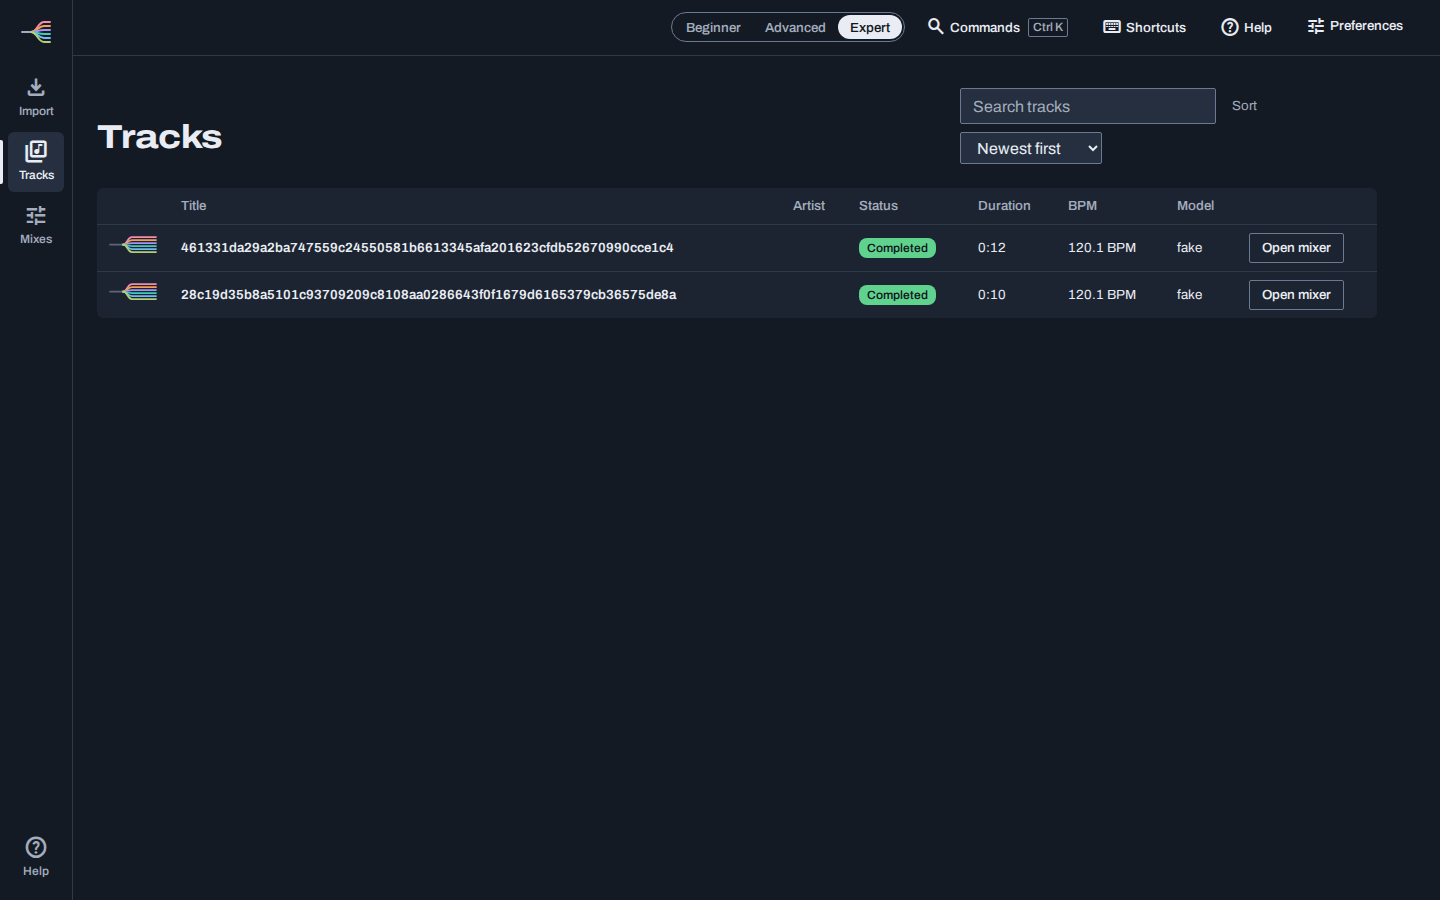 Beginner Advanced Expert Commands Ctrl K Shortcuts Help Preferences
Import
Tracks
Mixes
Help
Tracks
Search tracks Sort
Newest first
Title Artist Status Duration BPM Model
461331da29a2ba747559c24550581b6613345afa201623cfdb52670990cce1c4 Completed 0:12 120.1 BPM fake Open mixer
28c19d35b8a5101c93709209c8108aa0286643f0f1679d6165379cb36575de8a Completed 0:10 120.1 BPM fake Open mixer